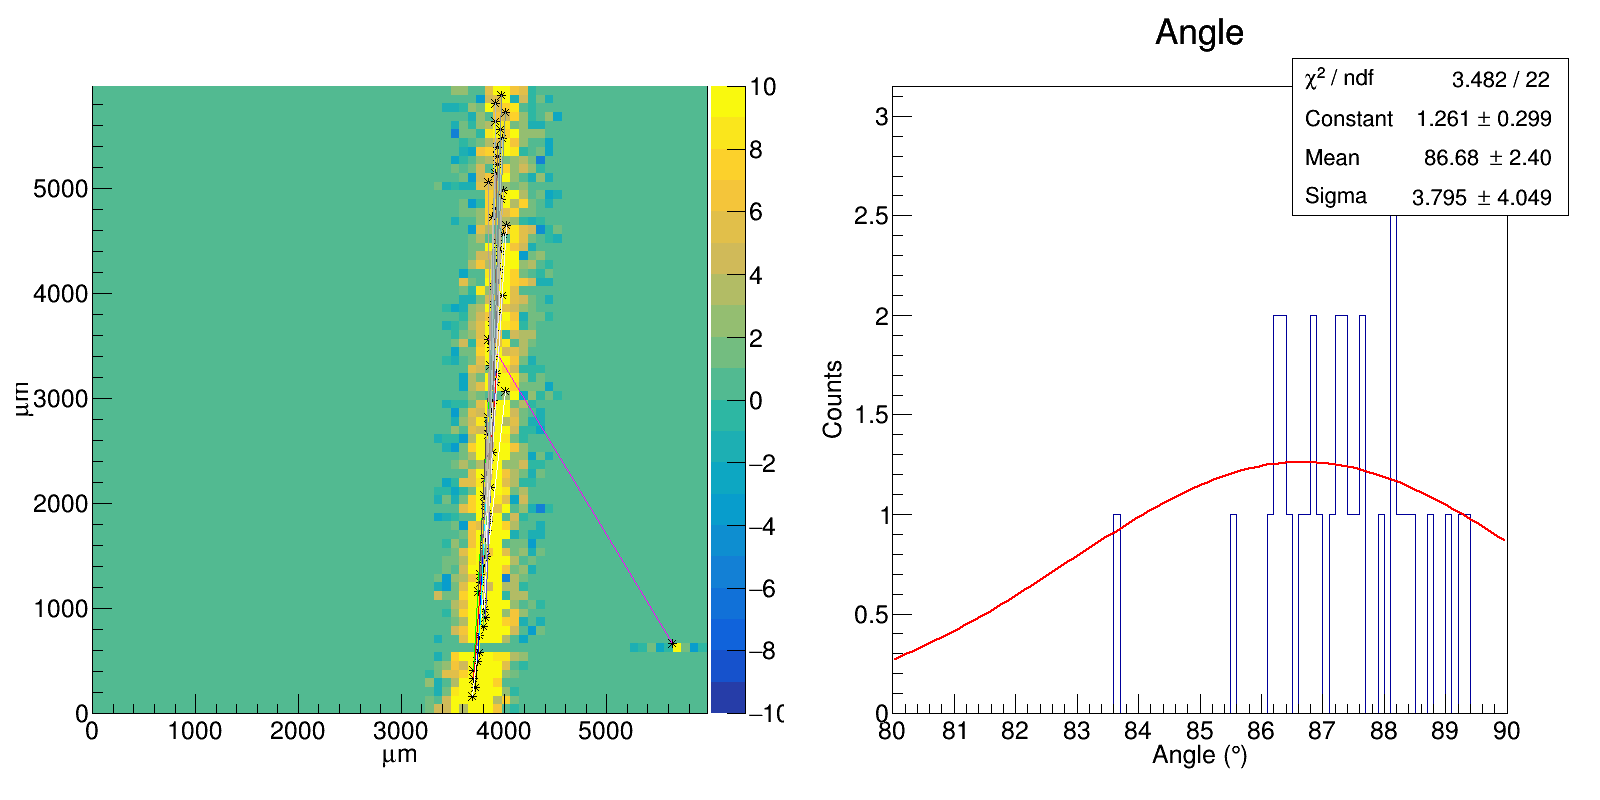 Angle
χ² / ndf 3.482 / 22
Constant 1.261 ± 0.299
Mean 86.68 ± 2.40
Sigma 3.795 ± 4.049
μm
5000
4000
3000
2000
1000
0
0 1000 2000 3000 4000 5000
μm
10
8
6
4
2
0
−2
−4
−6
−8
−10
Counts
3
2.5
2
1.5
1
0.5
0
80 81 82 83 84 85 86 87 88 89 90
Angle (°)